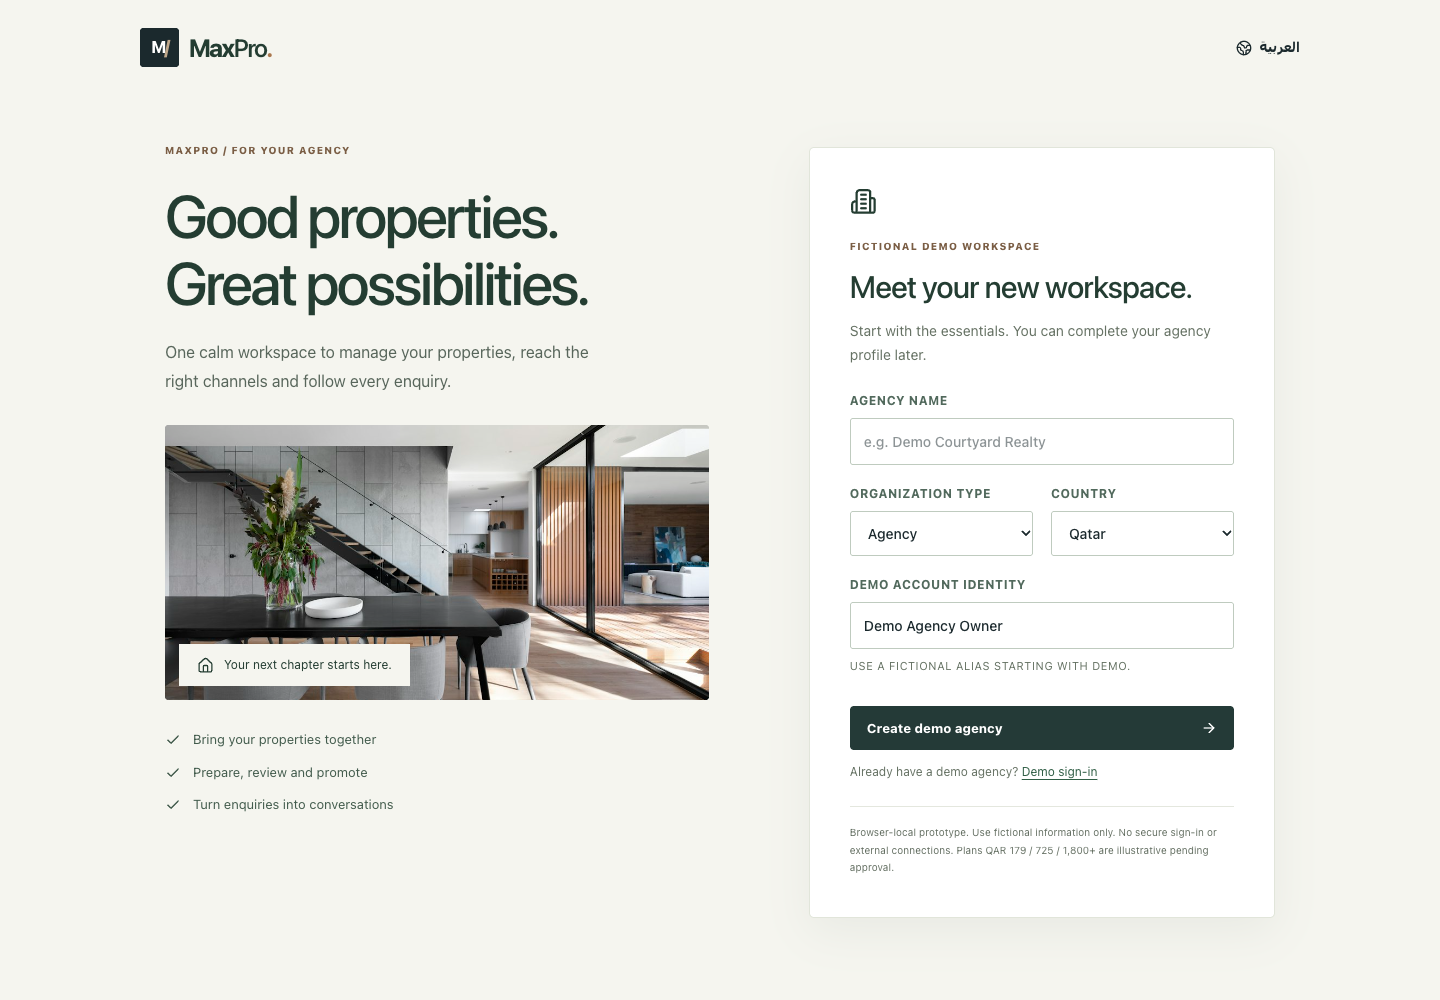 M/ MaxPro.
العربية
MAXPRO / FOR YOUR AGENCY
Good properties.
Great possibilities.
One calm workspace to manage your properties, reach the
right channels and follow every enquiry.
Your next chapter starts here.
Bring your properties together
Prepare, review and promote
Turn enquiries into conversations
FICTIONAL DEMO WORKSPACE
Meet your new workspace.
Start with the essentials. You can complete your agency
profile later.
AGENCY NAME
e.g. Demo Courtyard Realty
ORGANIZATION TYPE COUNTRY
Agency Qatar
DEMO ACCOUNT IDENTITY
Demo Agency Owner
USE A FICTIONAL ALIAS STARTING WITH DEMO.
Create demo agency
Already have a demo agency? Demo sign-in
Browser-local prototype. Use fictional information only. No secure sign-in or
external connections. Plans QAR 179 / 725 / 1,800+ are illustrative pending
approval.